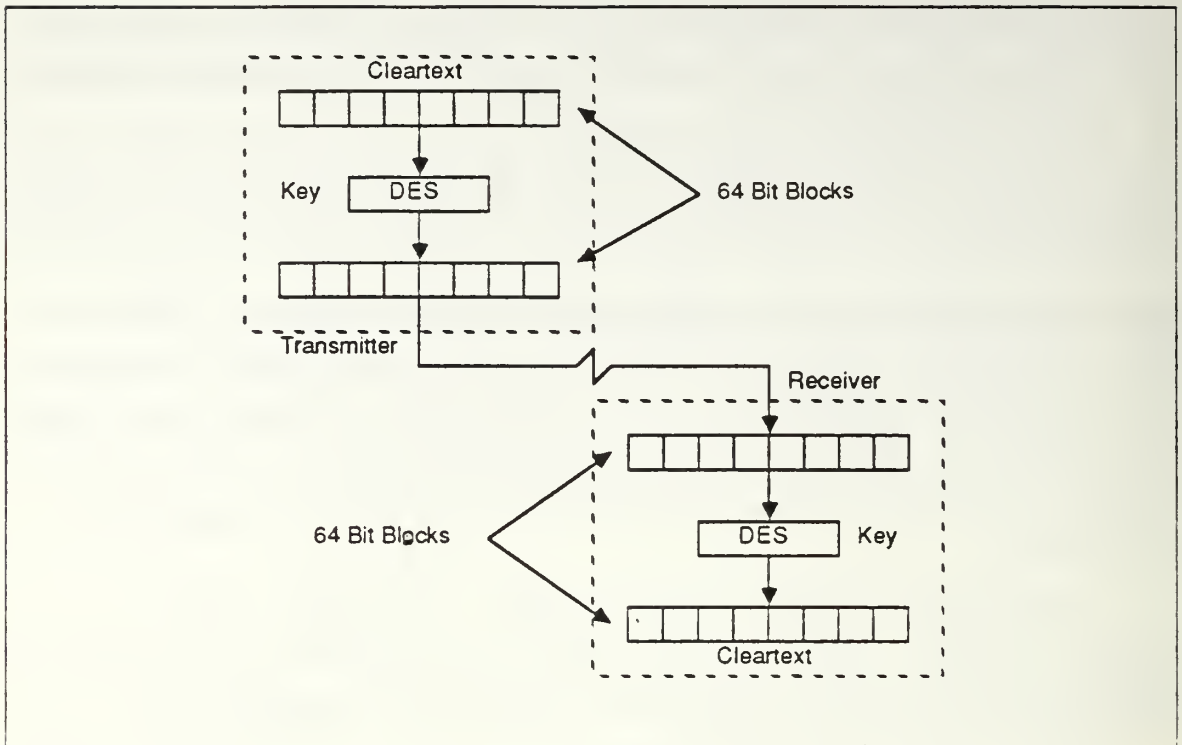 Cleartext
Key DES
64 Bit Blocks
Transmitter
Receiver
64 Bit Blocks
DES Key
Cleartext